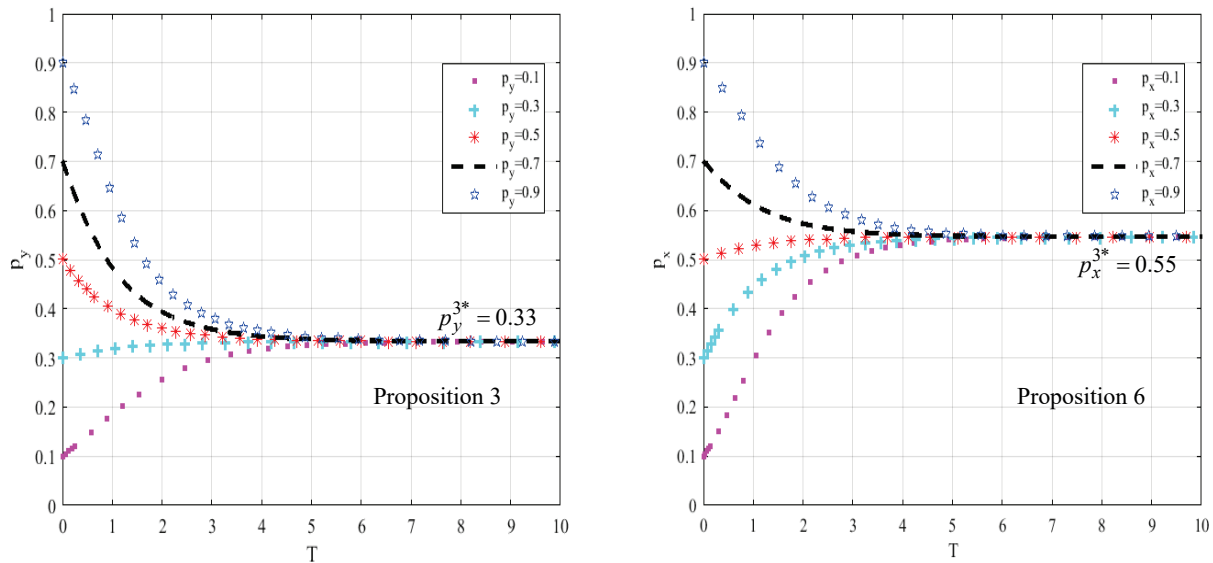 1
0.9
0.8
0.7
0.6
0.5
0.4
0.3
0.2
0.1
0
p_y
0 1 2 3 4 5 6 7 8 9 10
T
p_y=0.1
p_y=0.3
p_y=0.5
p_y=0.7
p_y=0.9
p_y^{3*} = 0.33
Proposition 3
1
0.9
0.8
0.7
0.6
0.5
0.4
0.3
0.2
0.1
0
p_x
0 1 2 3 4 5 6 7 8 9 10
T
p_x=0.1
p_x=0.3
p_x=0.5
p_x=0.7
p_x=0.9
p_x^{3*} = 0.55
Proposition 6